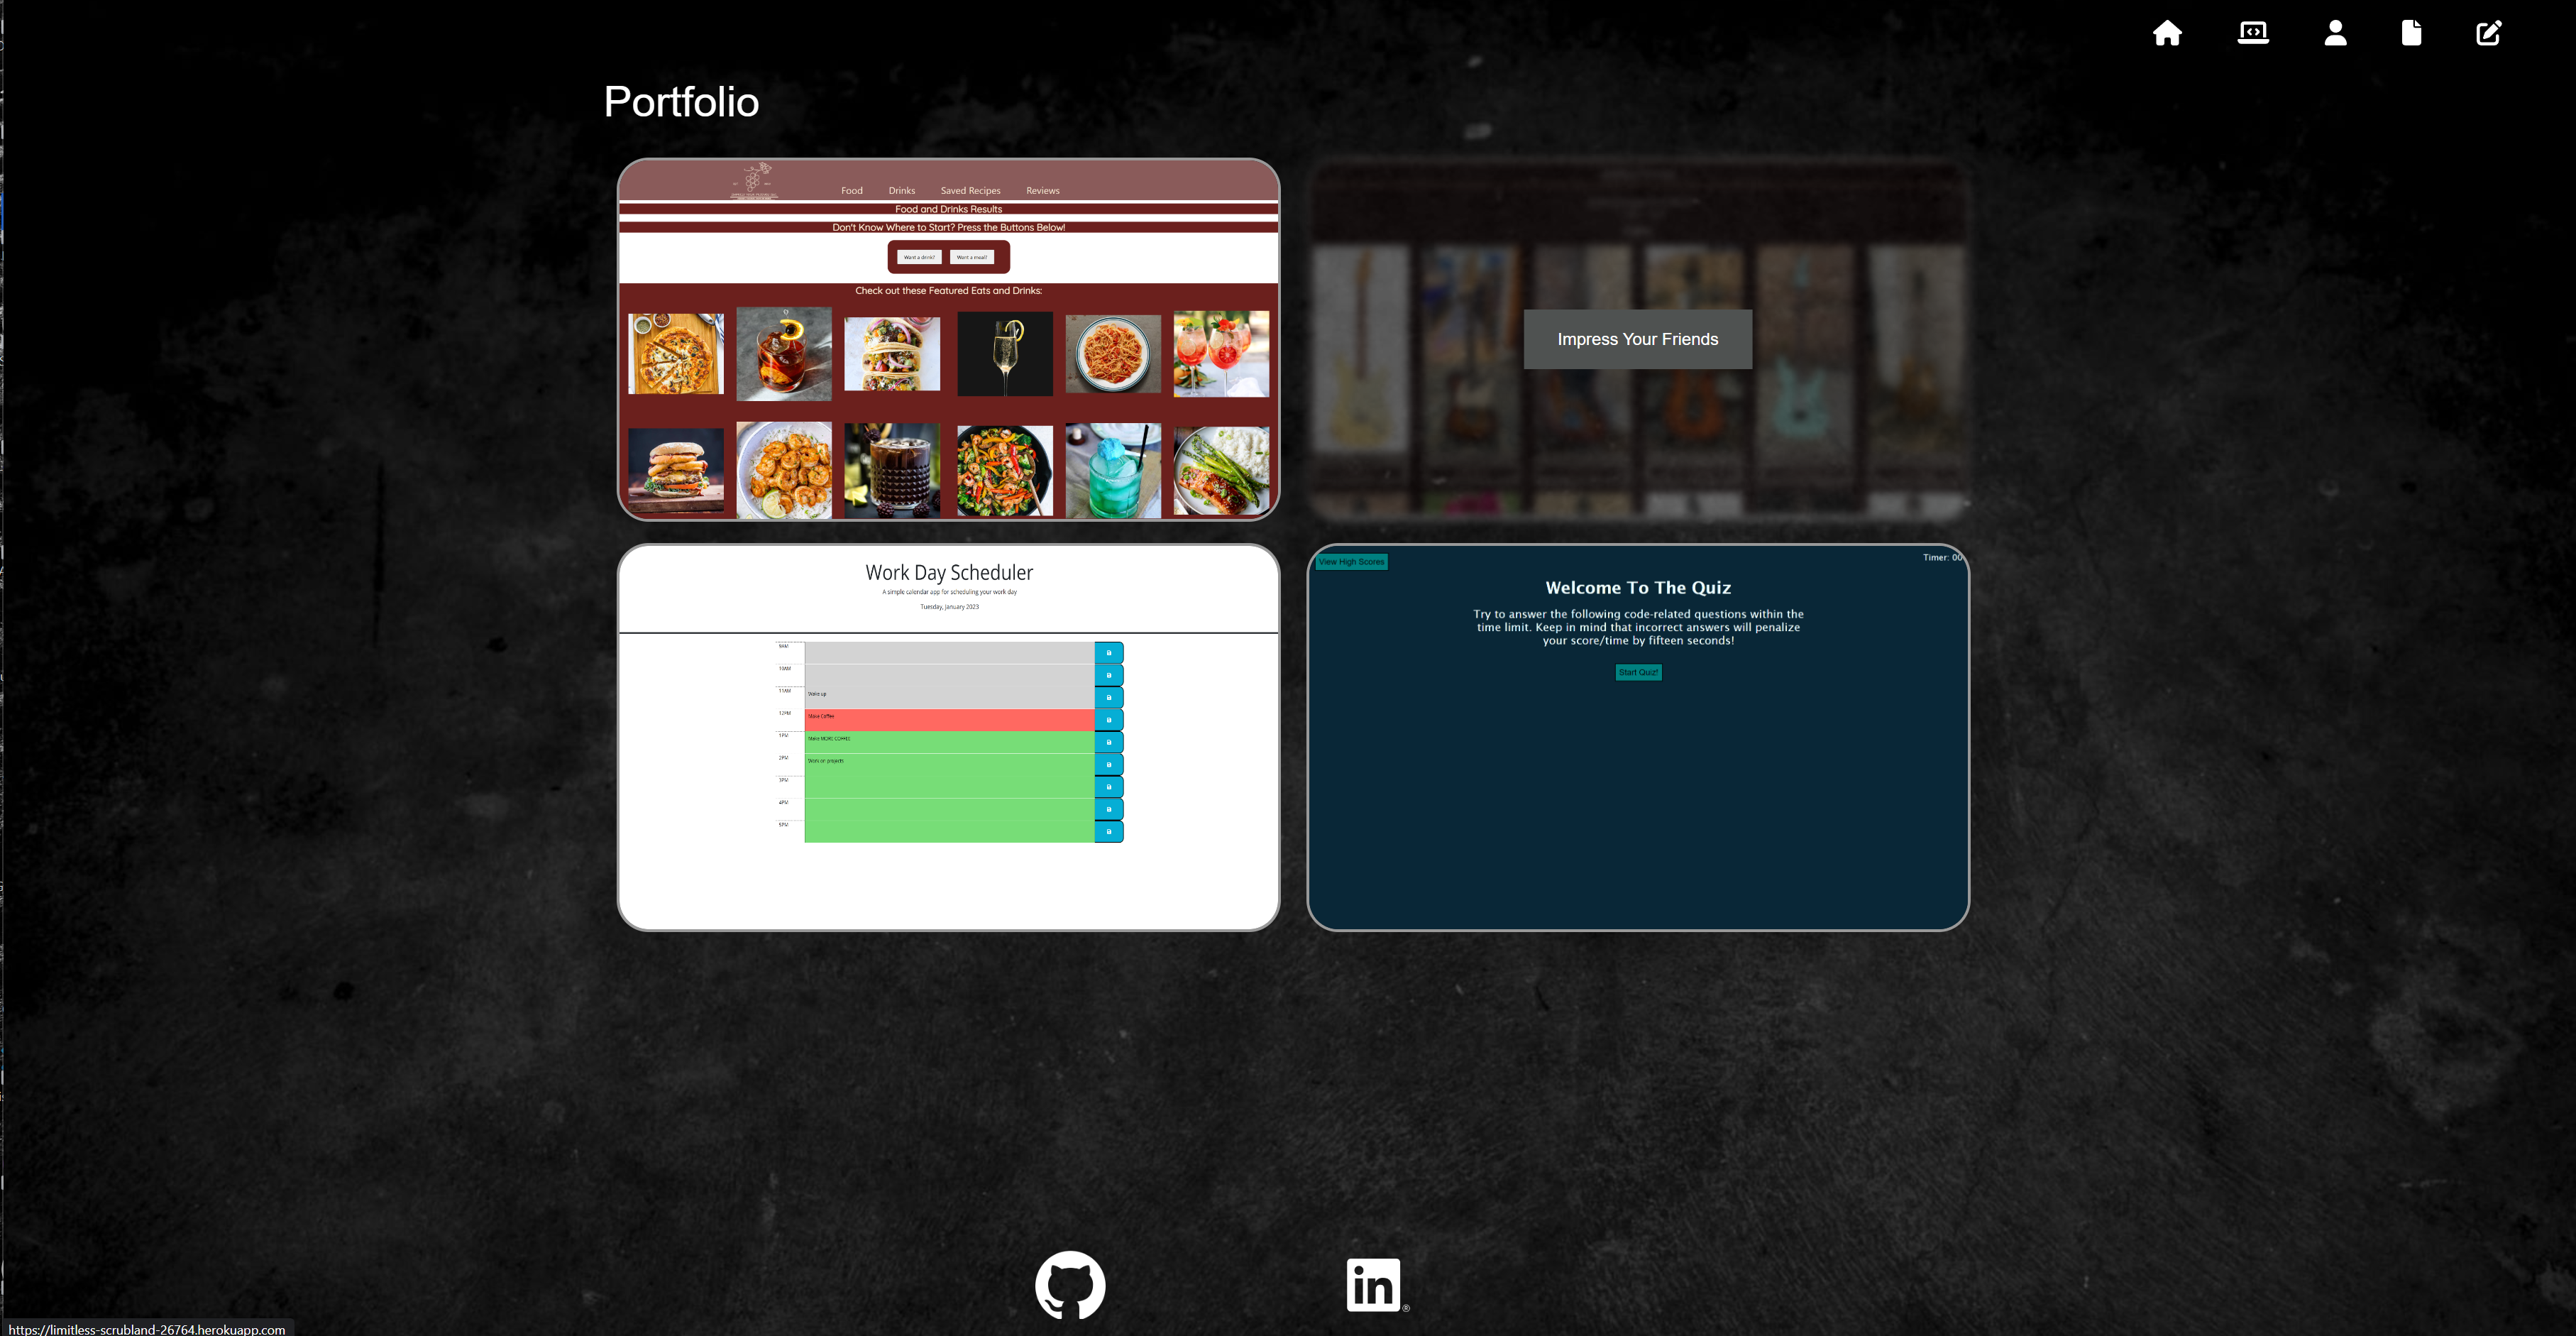 Portfolio
Food Drinks Saved Recipes Reviews
Food and Drinks Results
Don't Know Where to Start? Press the Buttons Below!
Want a drink? Want a meal?
Check out these Featured Eats and Drinks:
Impress Your Friends
Work Day Scheduler
A simple calendar app for scheduling your work day
Tuesday, January 2023
9AM
10AM
11AM
Wake up
12PM
Make Coffee
1PM
Make MORE COFFEE
2PM
Work on projects
3PM
4PM
5PM
View High Scores
Timer: 00
Welcome To The Quiz
Try to answer the following code-related questions within the
time limit. Keep in mind that incorrect answers will penalize
your score/time by fifteen seconds!
Start Quiz!
in®
https://limitless-scrubland-26764.herokuapp.com